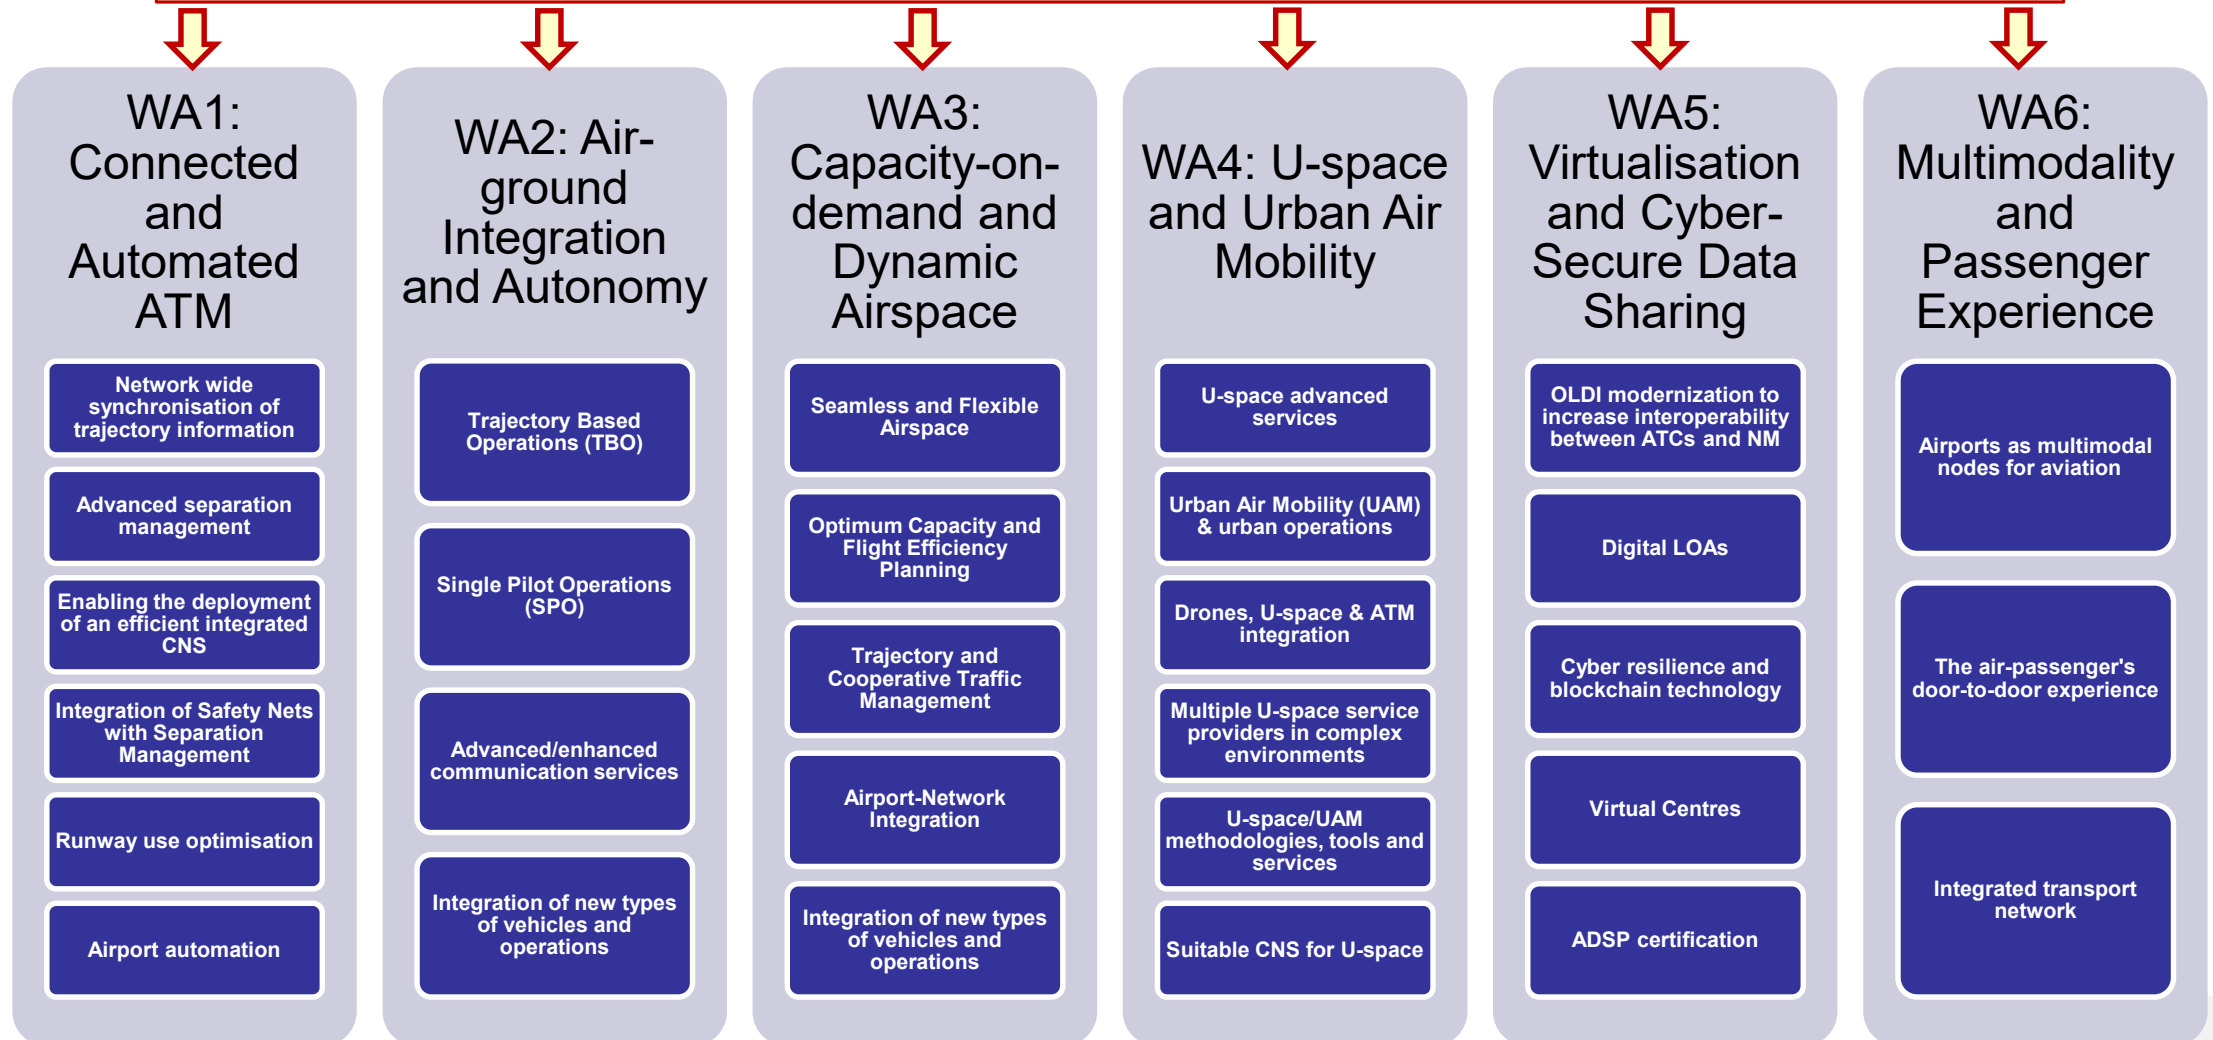 WA1:
Connected
and
Automated
ATM
Network wide
synchronisation of
trajectory information
Advanced separation
management
Enabling the deployment
of an efficient integrated
CNS
Integration of Safety Nets
with Separation
Management
Runway use optimisation
Airport automation
WA2: Air-
ground
Integration
and Autonomy
Trajectory Based
Operations (TBO)
Single Pilot Operations
(SPO)
Advanced/enhanced
communication services
Integration of new types
of vehicles and
operations
WA3:
Capacity-on-
demand and
Dynamic
Airspace
Seamless and Flexible
Airspace
Optimum Capacity and
Flight Efficiency
Planning
Trajectory and
Cooperative Traffic
Management
Airport-Network
Integration
Integration of new types
of vehicles and
operations
WA4: U-space
and Urban Air
Mobility
U-space advanced
services
Urban Air Mobility (UAM)
& urban operations
Drones, U-space & ATM
integration
Multiple U-space service
providers in complex
environments
U-space/UAM
methodologies, tools and
services
Suitable CNS for U-space
WA5:
Virtualisation
and Cyber-
Secure Data
Sharing
OLDI modernization to
increase interoperability
between ATCs and NM
Digital LOAs
Cyber resilience and
blockchain technology
Virtual Centres
ADSP certification
WA6:
Multimodality
and
Passenger
Experience
Airports as multimodal
nodes for aviation
The air-passenger's
door-to-door experience
Integrated transport
network